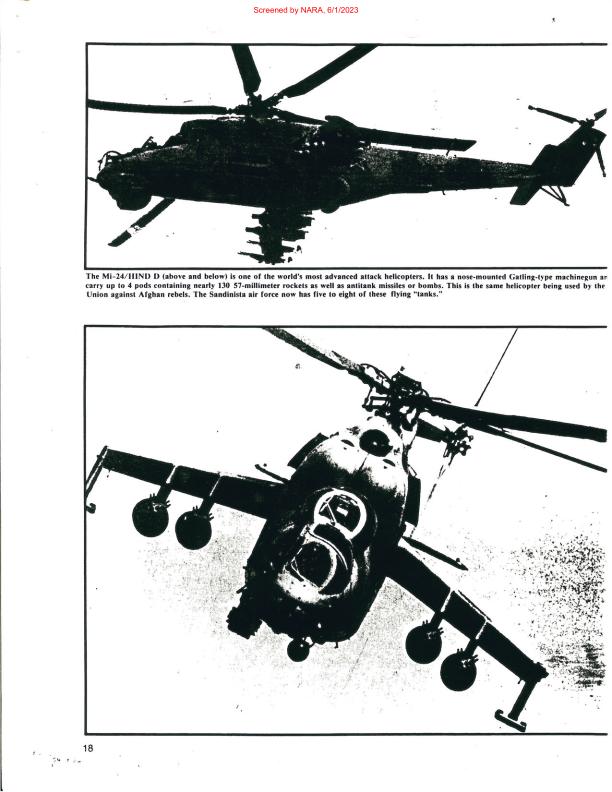 Screened by NARA, 6/1/2023
The Mi-24/HIND D (above and below) is one of the world's most advanced attack helicopters. It has a nose-mounted Gatling-type machinegun
carry up to 4 pods containing nearly 130 57-millimeter rockets as well as antitank missiles or bombs. This is the same helicopter being used by the
Union against Afghan rebels. The Sandinista air force now has five to eight of these flying "tanks."
18